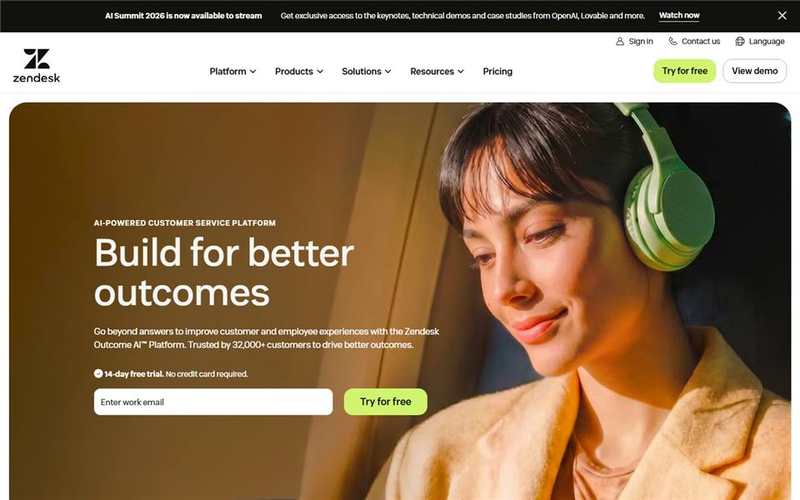 AI Summit 2026 is now available to stream Get exclusive access to the keynotes, technical demos and case studies from OpenAI, Lovable and more. Watch now
Sign in Contact us Language
zendesk
Platform Products Solutions Resources Pricing Try for free View demo
AI-POWERED CUSTOMER SERVICE PLATFORM
Build for better
outcomes
Go beyond answers to improve customer and employee experiences with the Zendesk
Outcome AI™ Platform. Trusted by 32,000+ customers to drive better outcomes.
14-day free trial. No credit card required.
Enter work email Try for free